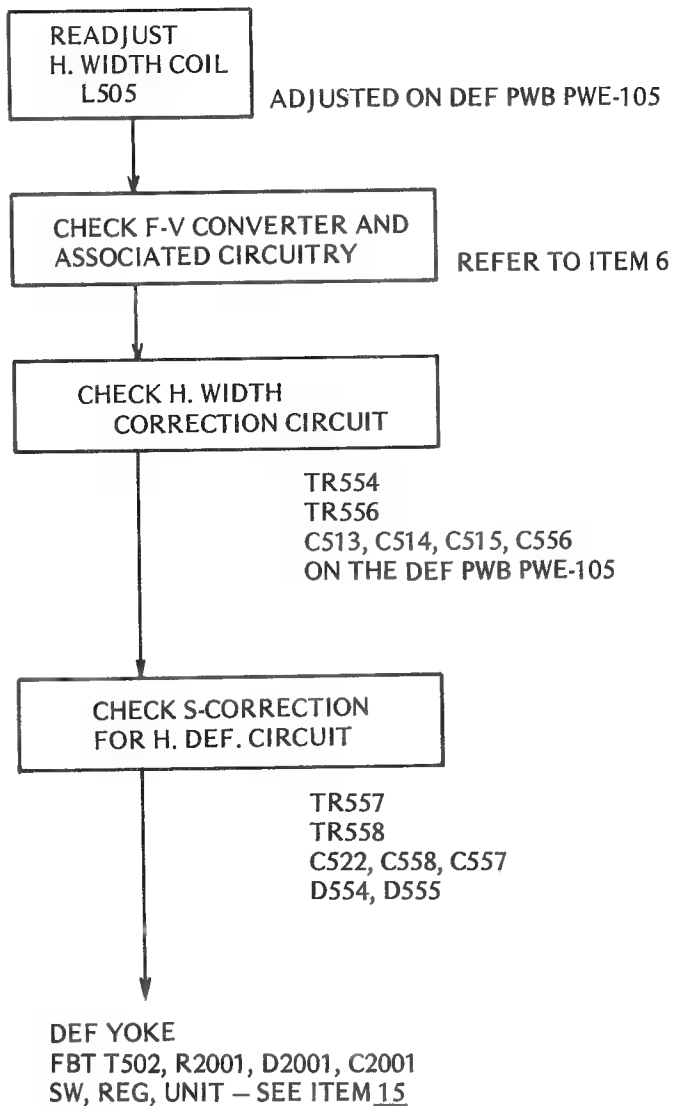 READJUST
H. WIDTH COIL
L505
ADJUSTED ON DEF PWB PWE-105
CHECK F-V CONVERTER AND
ASSOCIATED CIRCUITRY
REFER TO ITEM 6
CHECK H. WIDTH
CORRECTION CIRCUIT
TR554
TR556
C513, C514, C515, C556
ON THE DEF PWB PWE-105
CHECK S-CORRECTION
FOR H. DEF. CIRCUIT
TR557
TR558
C522, C558, C557
D554, D555
DEF YOKE
FBT T502, R2001, D2001, C2001
SW, REG, UNIT – SEE ITEM 15